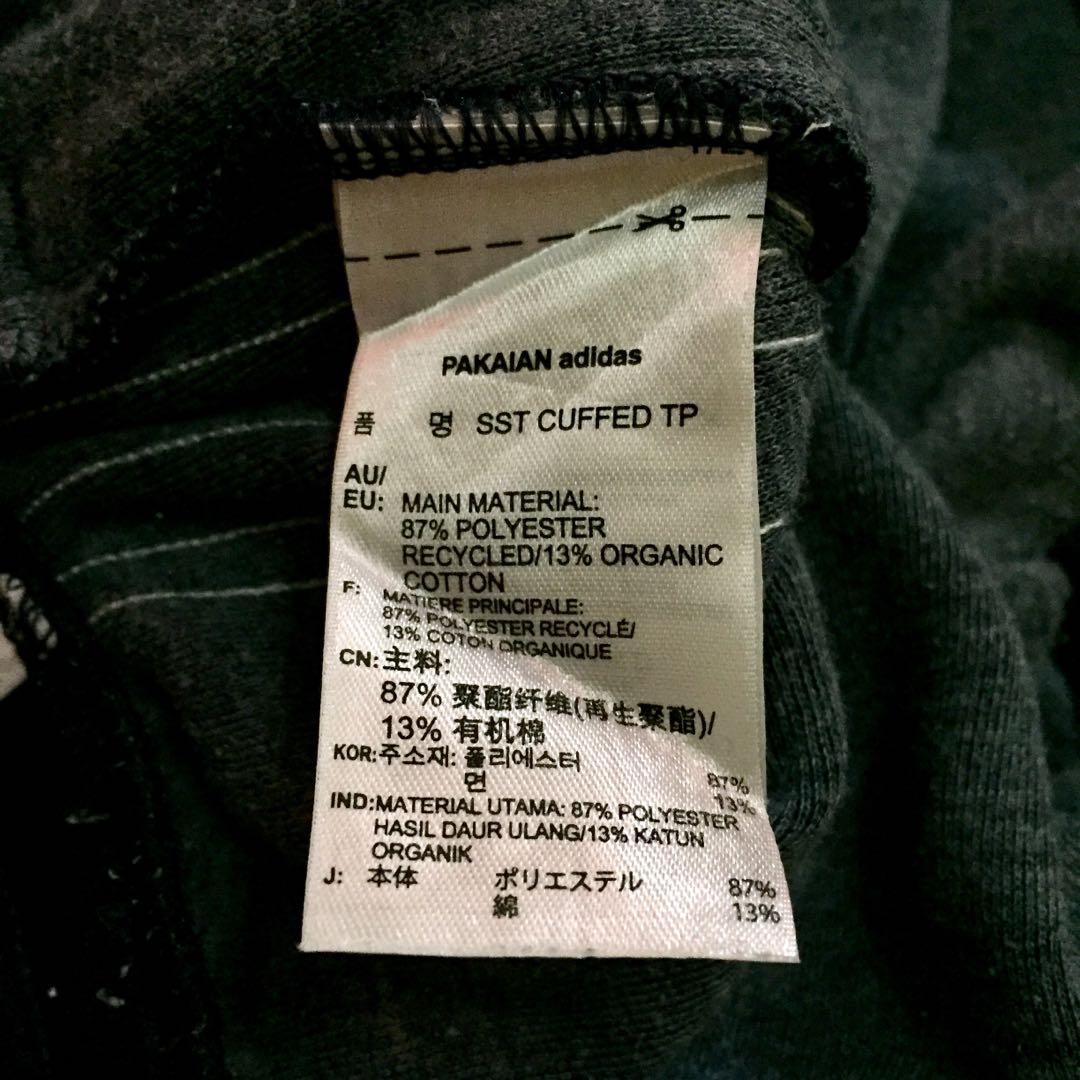 PAKAIAN adidas
품 명 SST CUFFED TP
AU/
EU: MAIN MATERIAL:
87% POLYESTER
RECYCLED/13% ORGANIC
COTTON
F: MATIERE PRINCIPALE:
87% POLYESTER RECYCLÉ/
13% COTON ORGANIQUE
CN:主料:
87% 聚酯纤维(再生聚酯)/
13% 有机棉
KOR:주소재: 폴리에스터 87%
면 13%
IND:MATERIAL UTAMA: 87% POLYESTER
HASIL DAUR ULANG/13% KATUN
ORGANIK
J: 本体 ポリエステル 87%
綿 13%